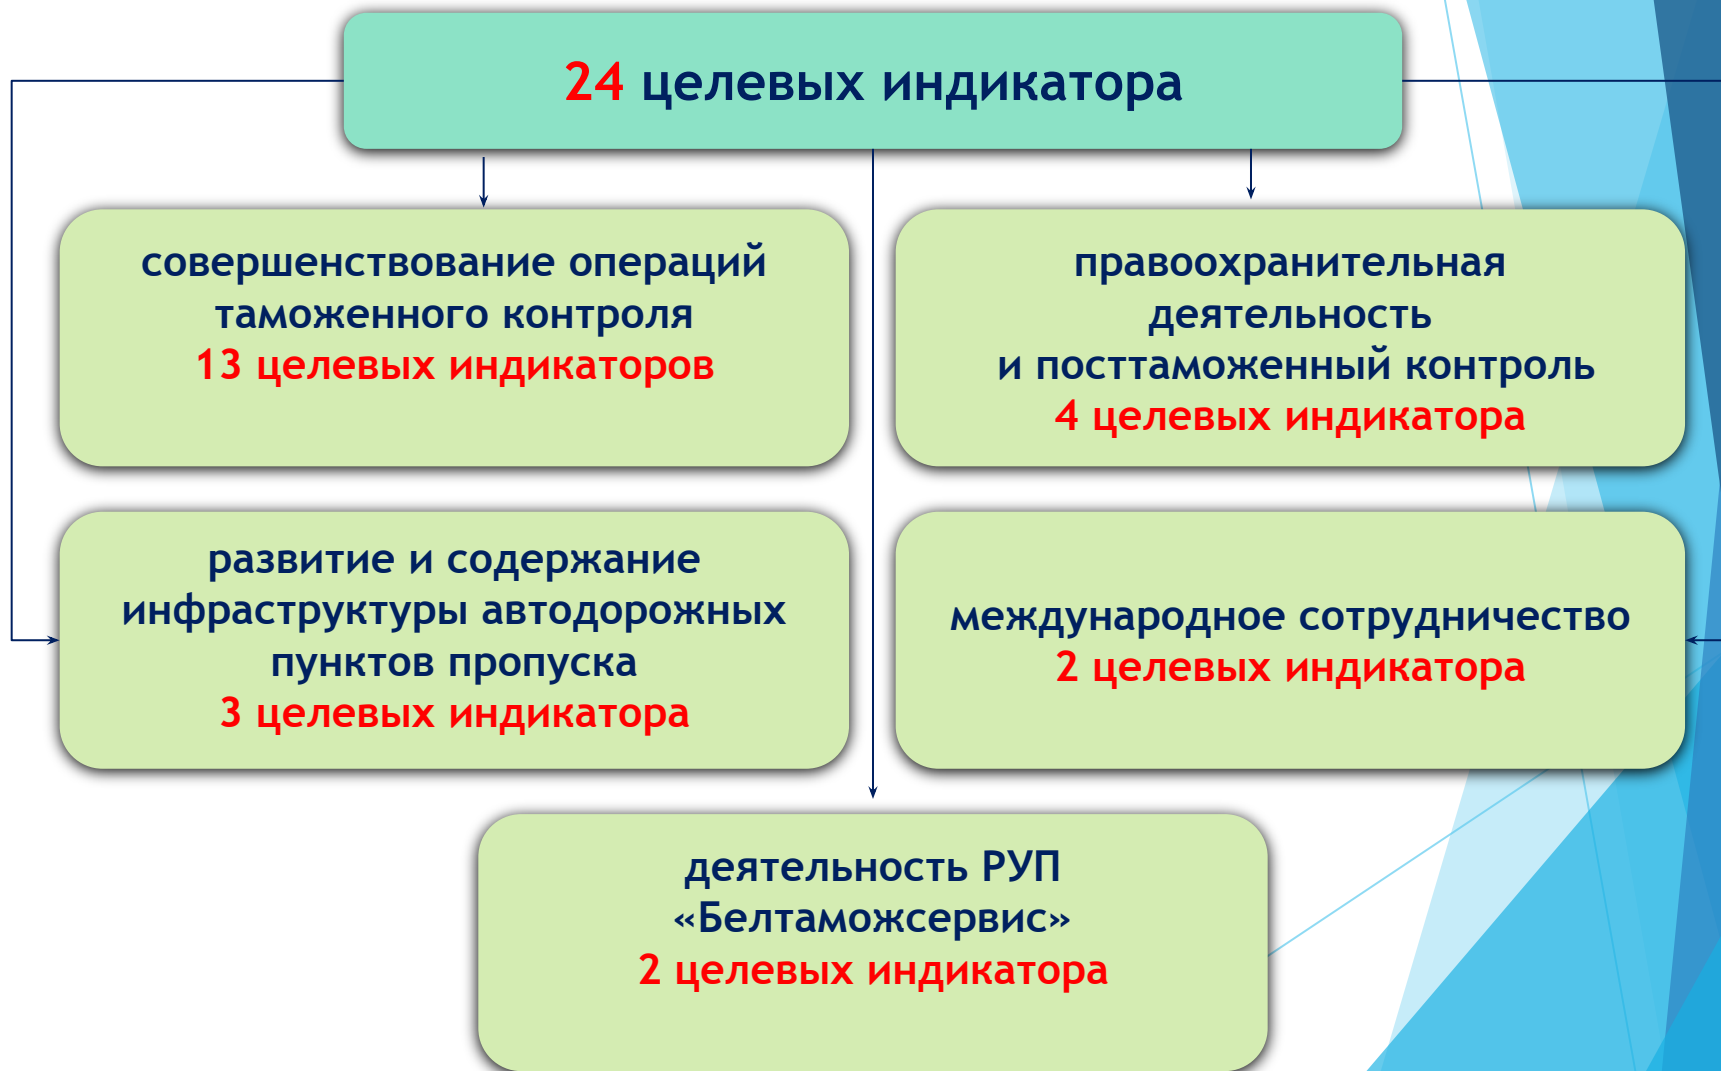 24 целевых индикатора
совершенствование операций
таможенного контроля
13 целевых индикаторов
правоохранительная
деятельность
и посттаможенный контроль
4 целевых индикатора
развитие и содержание
инфраструктуры автодорожных
пунктов пропуска
3 целевых индикатора
международное сотрудничество
2 целевых индикатора
деятельность РУП
«Белтаможсервис»
2 целевых индикатора